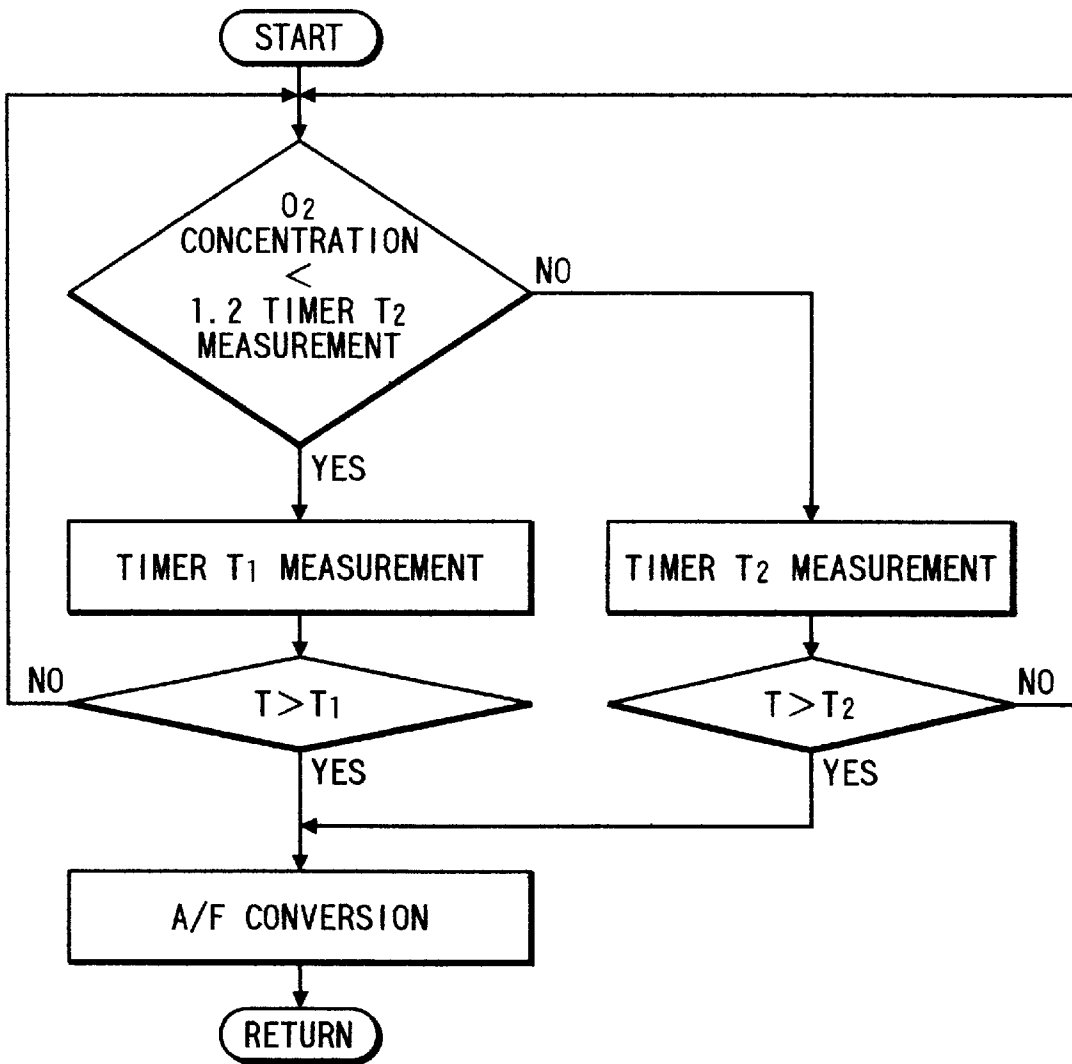 START
O2
CONCENTRATION
<
1.2 TIMER T2
MEASUREMENT
NO
YES
TIMER T1 MEASUREMENT
TIMER T2 MEASUREMENT
NO
T>T1
T>T2
NO
YES
YES
A/F CONVERSION
RETURN